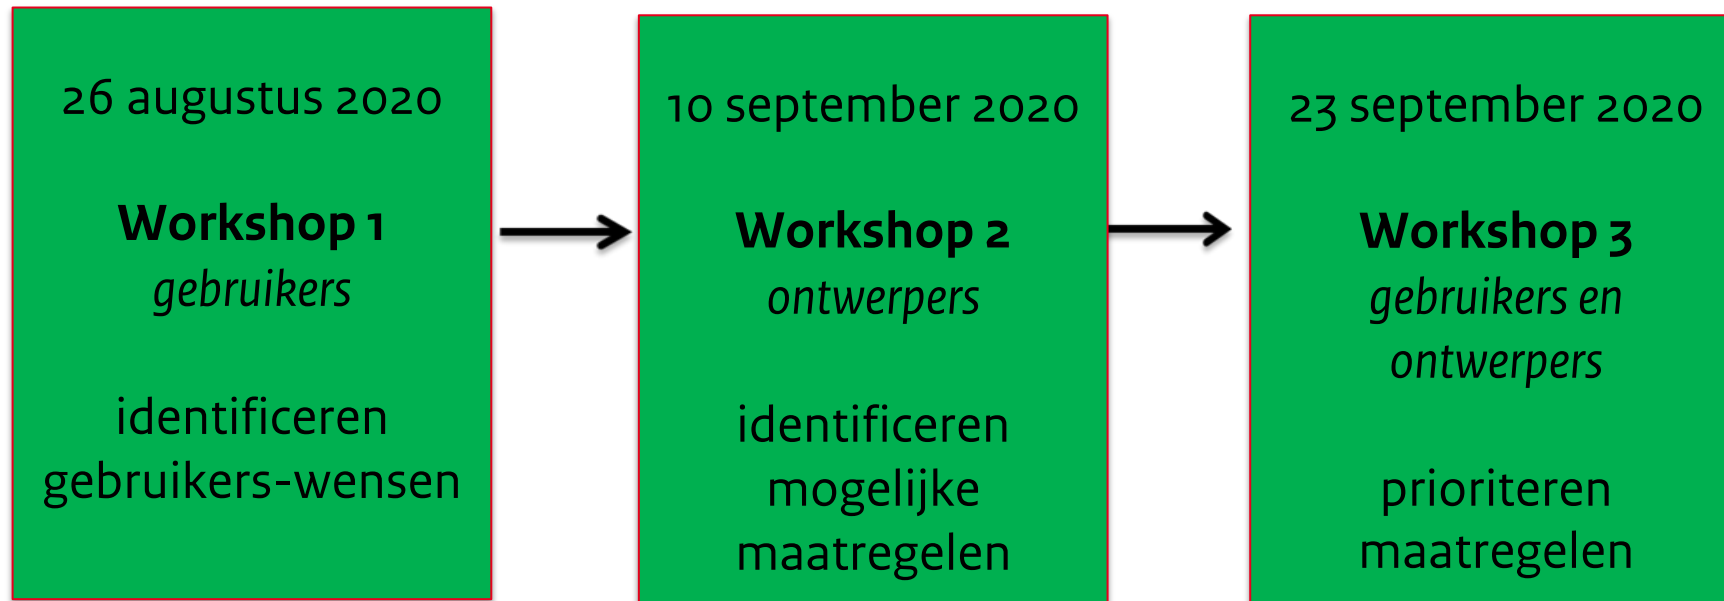 26 augustus 2020
Workshop 1
gebruikers
identificeren
gebruikers-wensen
10 september 2020
Workshop 2
ontwerpers
identificeren
mogelijke
maatregelen
23 september 2020
Workshop 3
gebruikers en
ontwerpers
prioriteren
maatregelen